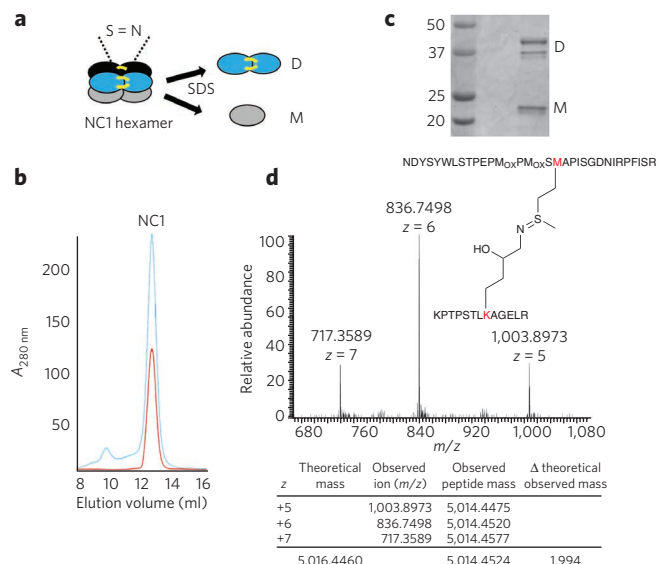 a
S = N
SDS
NC1 hexamer
D
M
c
50
37
25
20
D
M
b
NC1
200
150
100
50
A280 nm
8 10 12 14 16
Elution volume (ml)
d
NDYSYWLSTPEPMOXPMOXSMAPISGDNIRPFISR
S
N
HO
KPTPSTLKAGELR
836.7498
z = 6
717.3589
z = 7
1,003.8973
z = 5
100
80
60
40
20
0
Relative abundance
680 760 840 920 1,000 1,080
m/z
z Theoretical mass Observed ion (m/z) Observed peptide mass Δ theoretical observed mass
+5 1,003.8973 5,014.4475
+6 836.7498 5,014.4520
+7 717.3589 5,014.4577
5,016.4460 5,014.4524 1.994